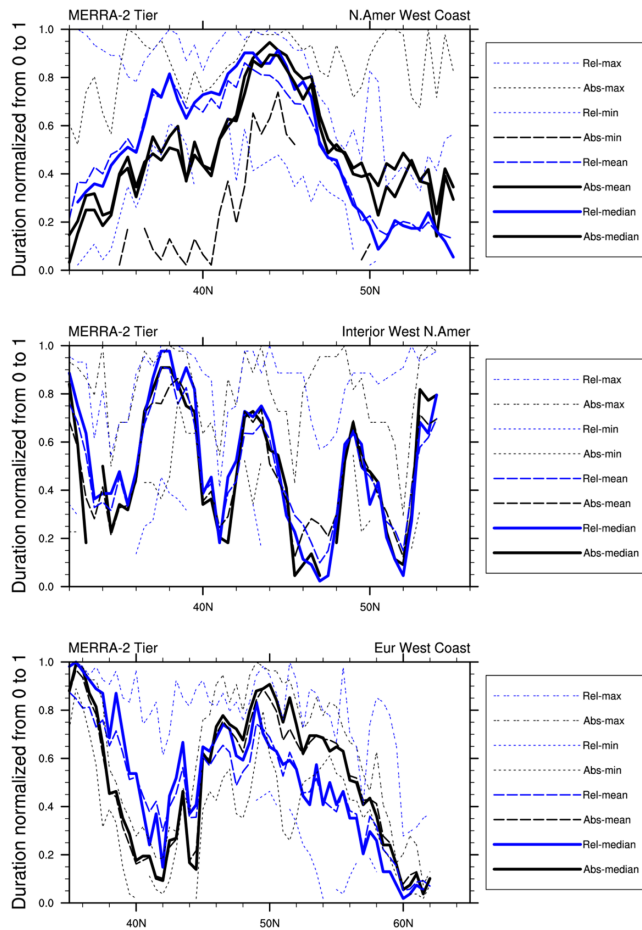 MERRA-2 Tier N.Amer West Coast
Duration normalized from 0 to 1
1.0
0.8
0.6
0.4
0.2
0.0
40N 50N
Rel-max
Abs-max
Rel-min
Abs-min
Rel-mean
Abs-mean
Rel-median
Abs-median
MERRA-2 Tier Interior West N.Amer
Duration normalized from 0 to 1
1.0
0.8
0.6
0.4
0.2
0.0
40N 50N
Rel-max
Abs-max
Rel-min
Abs-min
Rel-mean
Abs-mean
Rel-median
Abs-median
MERRA-2 Tier Eur West Coast
Duration normalized from 0 to 1
1.0
0.8
0.6
0.4
0.2
0.0
40N 50N 60N
Rel-max
Abs-max
Rel-min
Abs-min
Rel-mean
Abs-mean
Rel-median
Abs-median